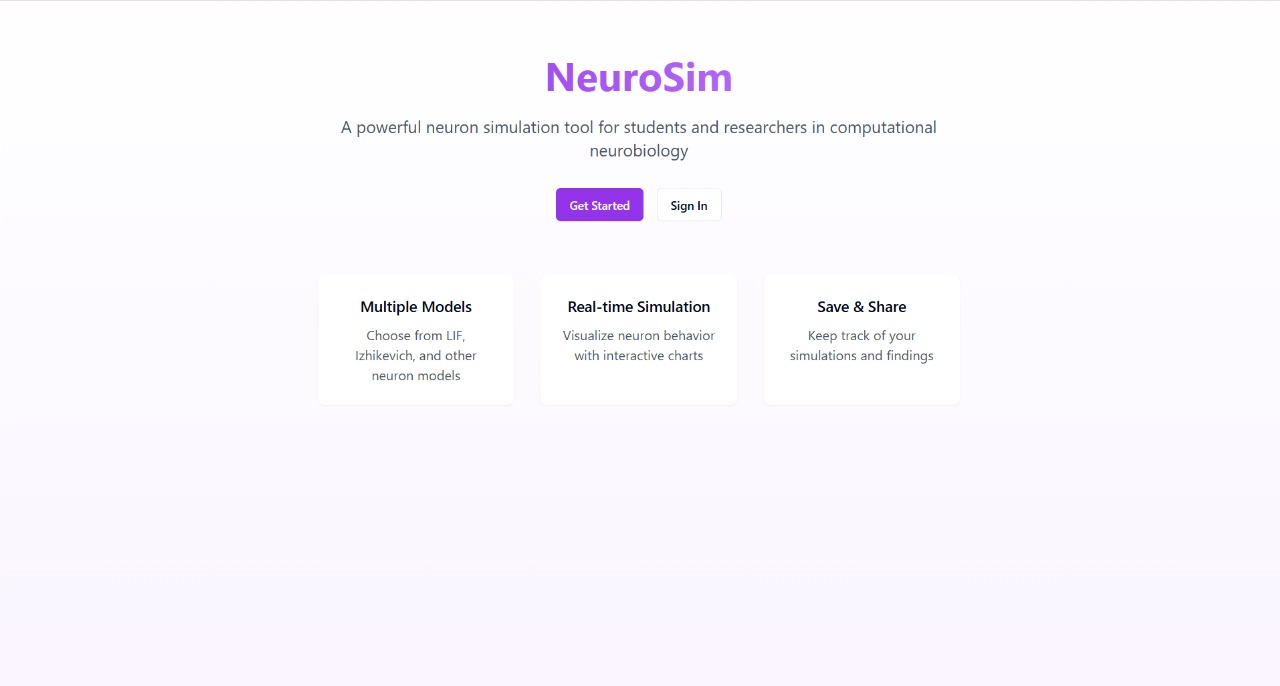 NeuroSim
A powerful neuron simulation tool for students and researchers in computational
neurobiology
Get Started
Sign In
Multiple Models
Choose from LIF,
Izhikevich, and other
neuron models
Real-time Simulation
Visualize neuron behavior
with interactive charts
Save & Share
Keep track of your
simulations and findings